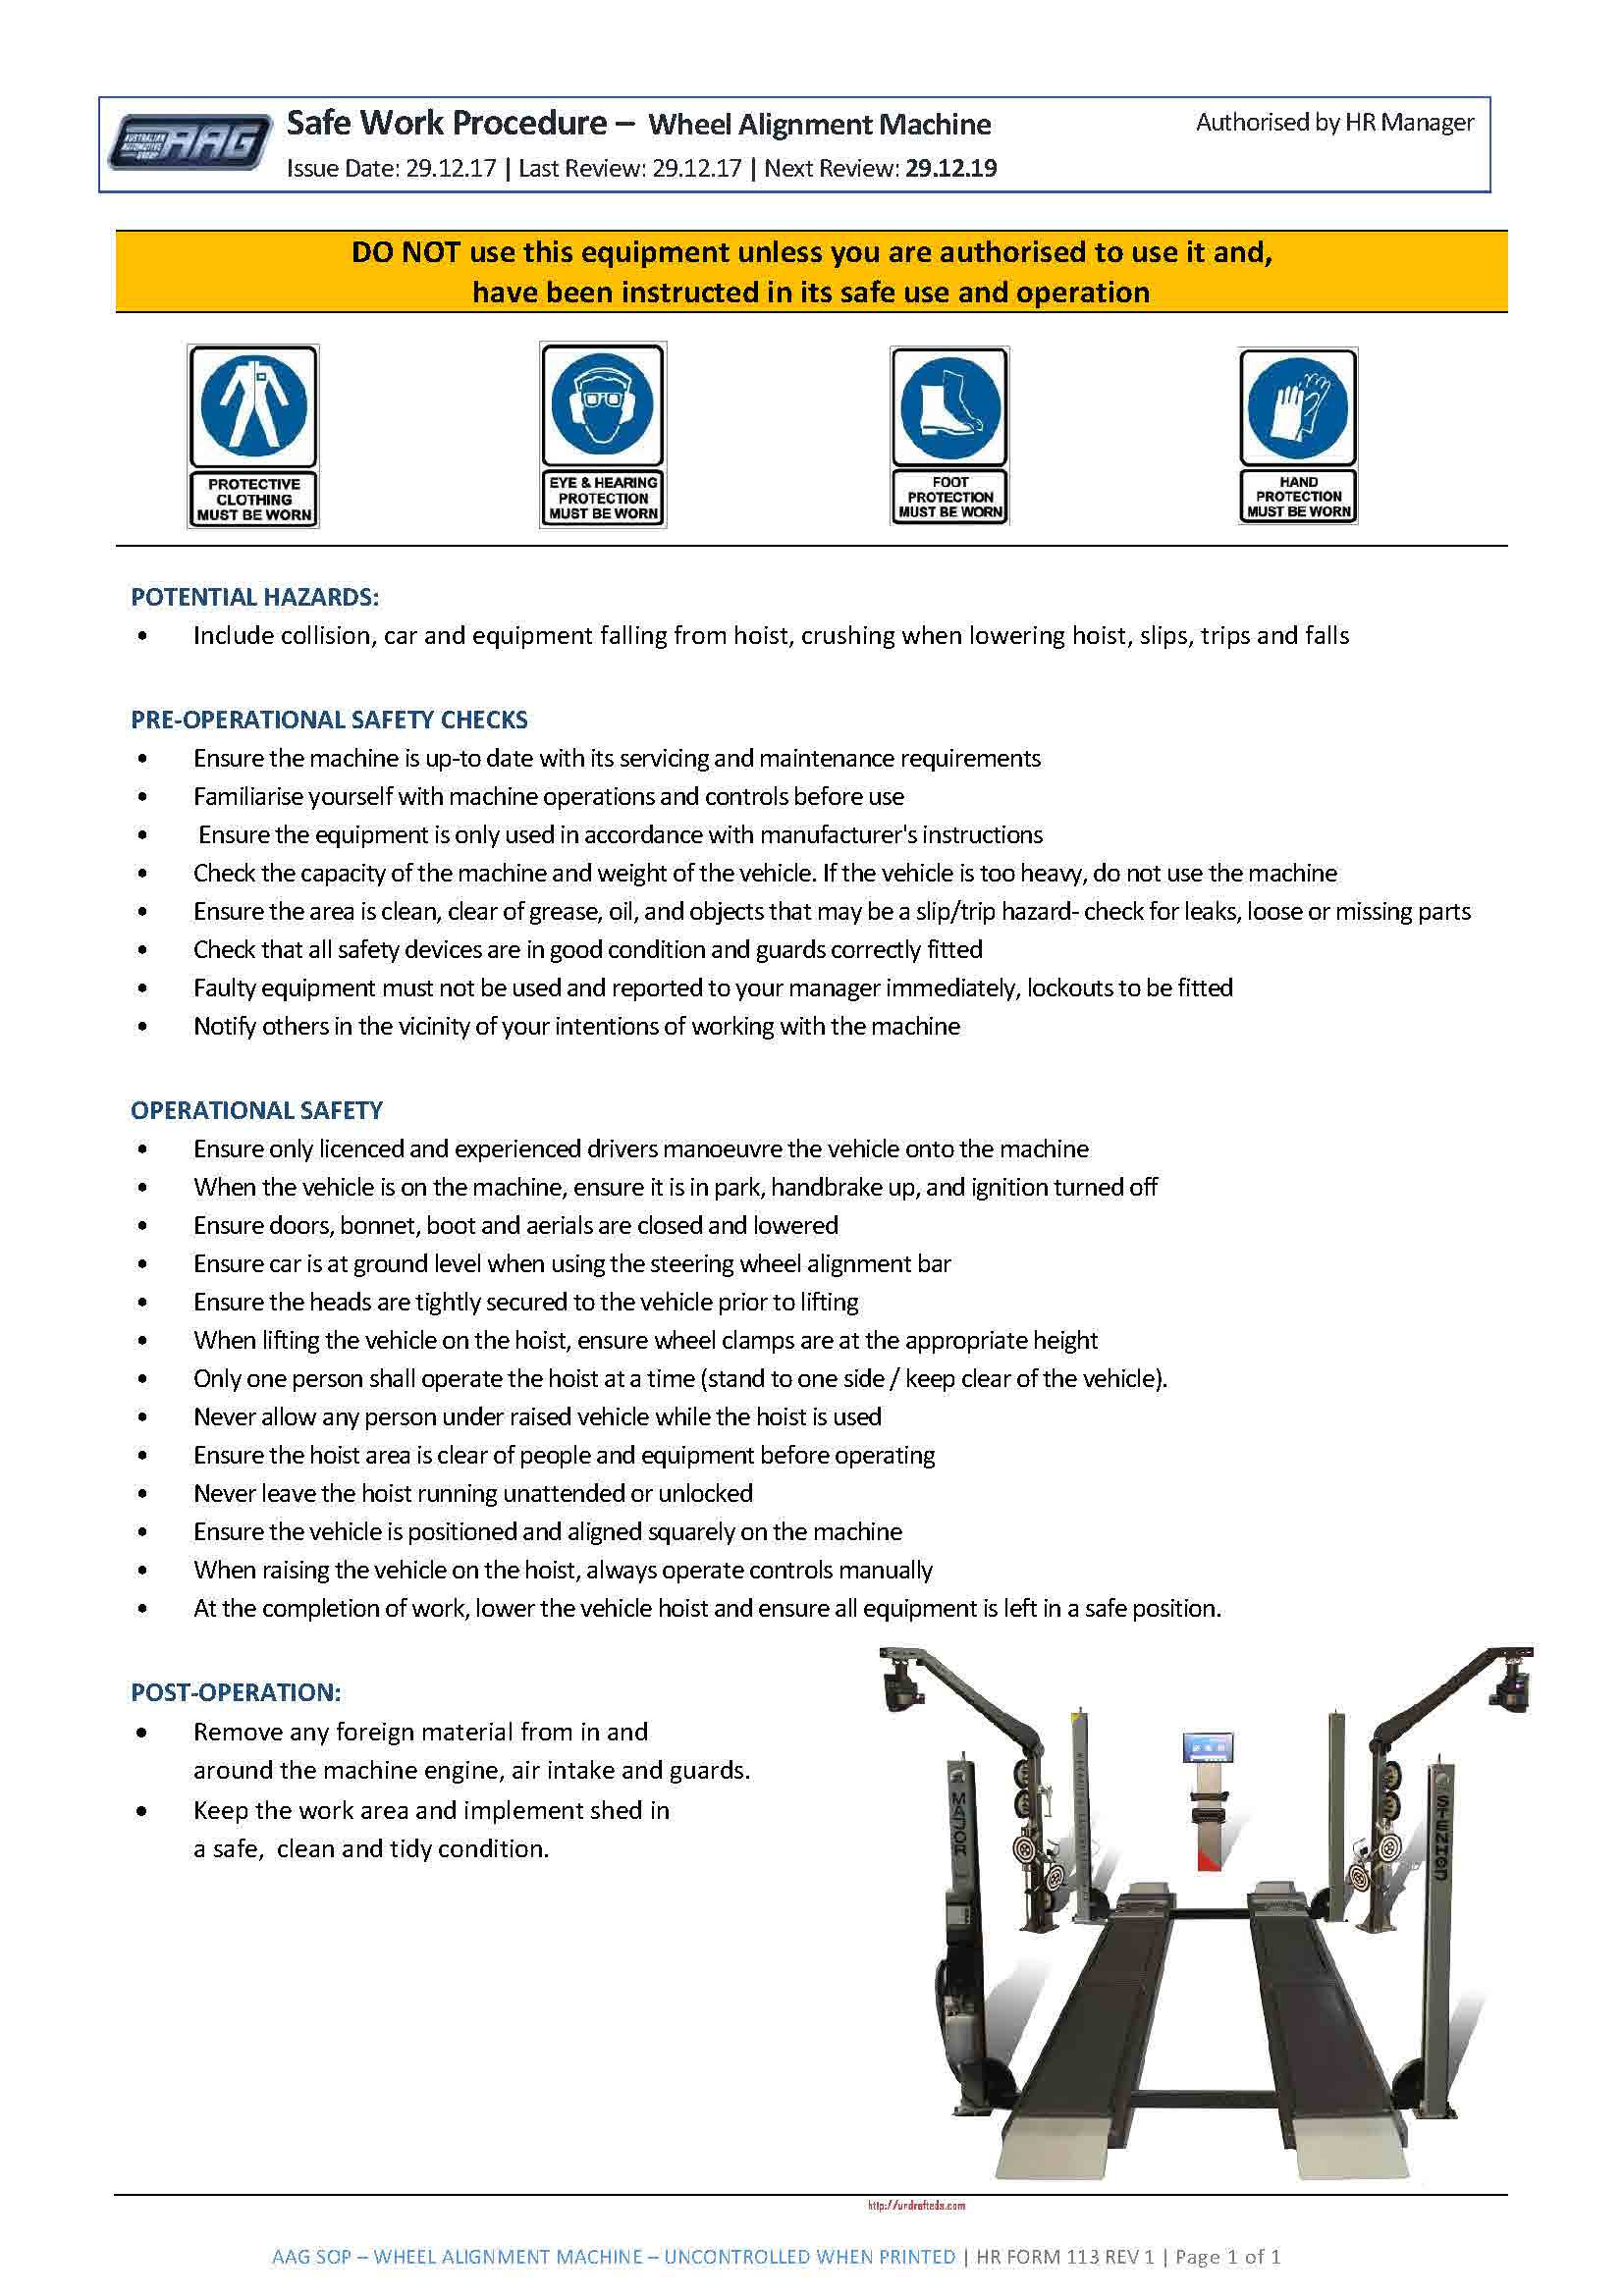 AUSTRALIAN
AUTOMOTIVE
GROUP
AAG
Safe Work Procedure – Wheel Alignment Machine
Authorised by HR Manager
Issue Date: 29.12.17 | Last Review: 29.12.17 | Next Review: 29.12.19
DO NOT use this equipment unless you are authorised to use it and,
have been instructed in its safe use and operation
PROTECTIVE
CLOTHING
MUST BE WORN
EYE & HEARING
PROTECTION
MUST BE WORN
FOOT
PROTECTION
MUST BE WORN
HAND
PROTECTION
MUST BE WORN
POTENTIAL HAZARDS:
• Include collision, car and equipment falling from hoist, crushing when lowering hoist, slips, trips and falls
PRE-OPERATIONAL SAFETY CHECKS
• Ensure the machine is up-to date with its servicing and maintenance requirements
• Familiarise yourself with machine operations and controls before use
• Ensure the equipment is only used in accordance with manufacturer's instructions
• Check the capacity of the machine and weight of the vehicle. If the vehicle is too heavy, do not use the machine
• Ensure the area is clean, clear of grease, oil, and objects that may be a slip/trip hazard- check for leaks, loose or missing parts
• Check that all safety devices are in good condition and guards correctly fitted
• Faulty equipment must not be used and reported to your manager immediately, lockouts to be fitted
• Notify others in the vicinity of your intentions of working with the machine
OPERATIONAL SAFETY
• Ensure only licenced and experienced drivers manoeuvre the vehicle onto the machine
• When the vehicle is on the machine, ensure it is in park, handbrake up, and ignition turned off
• Ensure doors, bonnet, boot and aerials are closed and lowered
• Ensure car is at ground level when using the steering wheel alignment bar
• Ensure the heads are tightly secured to the vehicle prior to lifting
• When lifting the vehicle on the hoist, ensure wheel clamps are at the appropriate height
• Only one person shall operate the hoist at a time (stand to one side / keep clear of the vehicle).
• Never allow any person under raised vehicle while the hoist is used
• Ensure the hoist area is clear of people and equipment before operating
• Never leave the hoist running unattended or unlocked
• Ensure the vehicle is positioned and aligned squarely on the machine
• When raising the vehicle on the hoist, always operate controls manually
• At the completion of work, lower the vehicle hoist and ensure all equipment is left in a safe position.
POST-OPERATION:
• Remove any foreign material from in and
around the machine engine, air intake and guards.
• Keep the work area and implement shed in
a safe, clean and tidy condition.
MAJOR
STENHOJ
http://urdrafteds.com
AAG SOP – WHEEL ALIGNMENT MACHINE – UNCONTROLLED WHEN PRINTED | HR FORM 113 REV 1 | Page 1 of 1